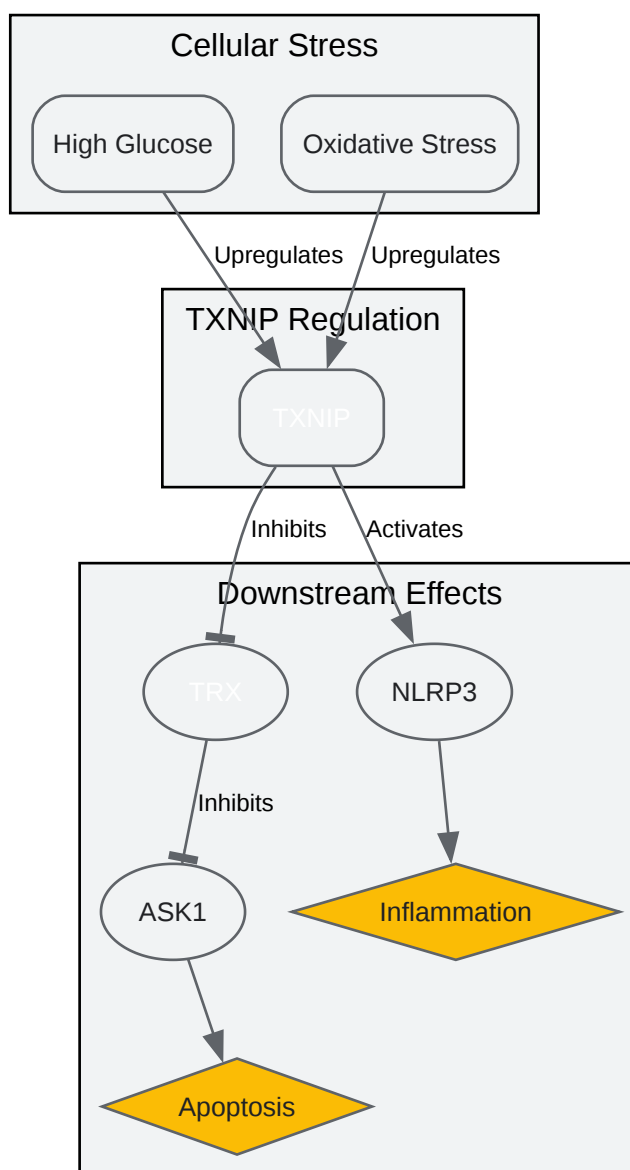 Cellular Stress
High Glucose
Oxidative Stress
Upregulates
Upregulates
TXNIP Regulation
TXNIP
Inhibits
Activates
Downstream Effects
TRX
NLRP3
Inhibits
ASK1
Inflammation
Apoptosis